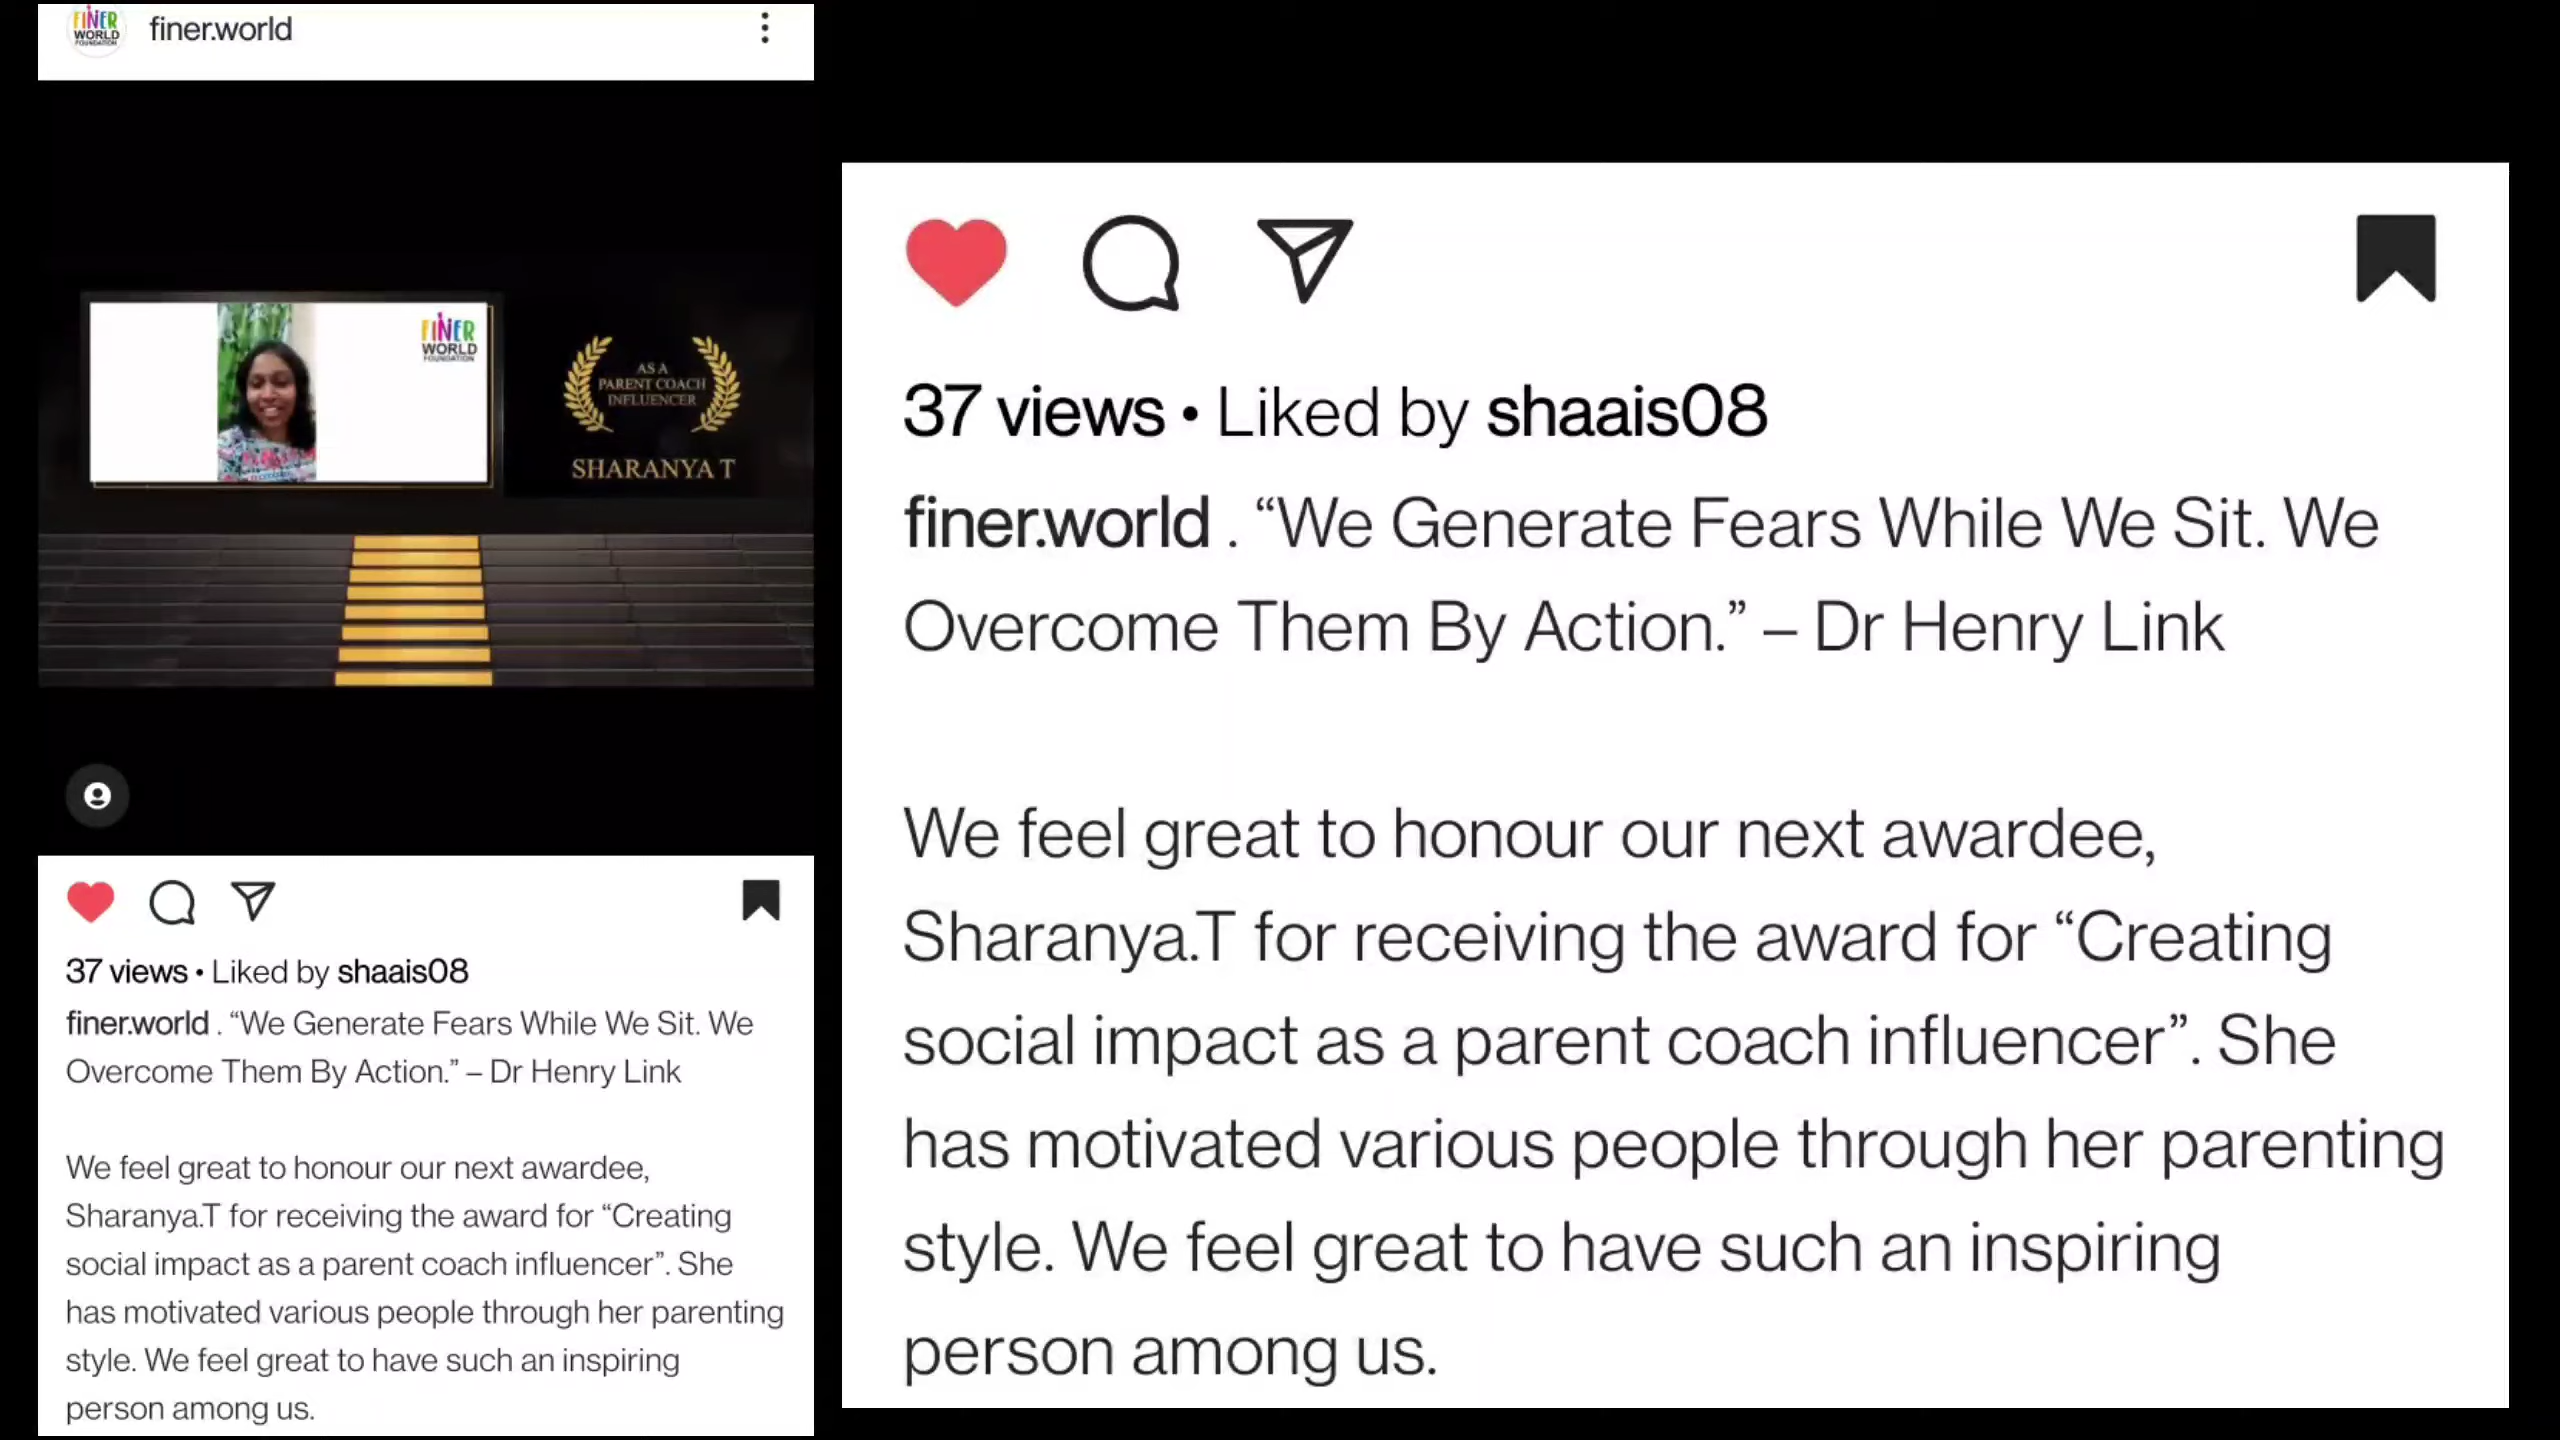 FINER
WORLD
FOUNDATION
finer.world
FINER
WORLD
FOUNDATION
AS A
PARENT COACH
INFLUENCER
SHARANYA T
37 views • Liked by shaais08
finer.world . “We Generate Fears While We Sit. We
Overcome Them By Action.” – Dr Henry Link
We feel great to honour our next awardee,
Sharanya.T for receiving the award for “Creating
social impact as a parent coach influencer”. She
has motivated various people through her parenting
style. We feel great to have such an inspiring
person among us.
37 views • Liked by shaais08
finer.world . “We Generate Fears While We Sit. We
Overcome Them By Action.” – Dr Henry Link
We feel great to honour our next awardee,
Sharanya.T for receiving the award for “Creating
social impact as a parent coach influencer”. She
has motivated various people through her parenting
style. We feel great to have such an inspiring
person among us.